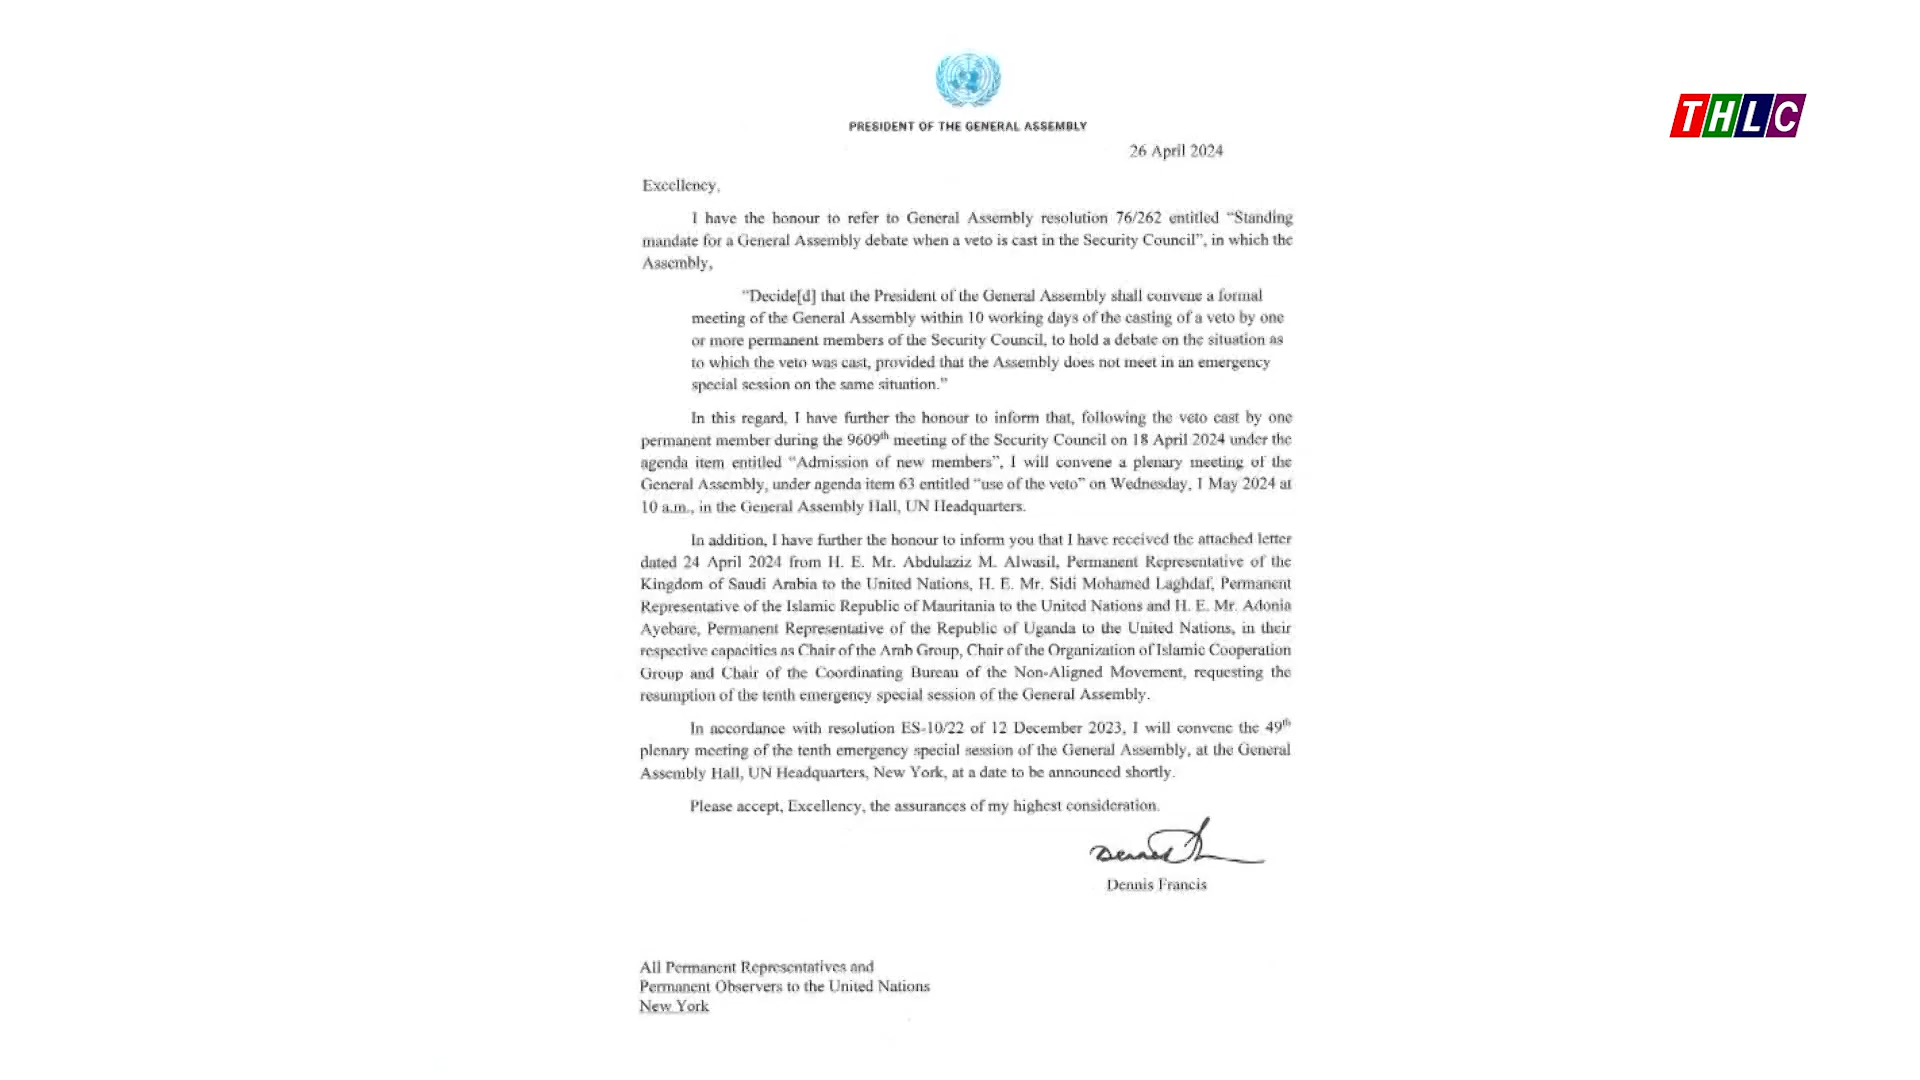 THLC
PRESIDENT OF THE GENERAL ASSEMBLY
26 April 2024
Excellency,
I have the honour to refer to General Assembly resolution 76/262 entitled “Standing
mandate for a General Assembly debate when a veto is cast in the Security Council”, in which the
Assembly,
“Decide[d] that the President of the General Assembly shall convene a formal
meeting of the General Assembly within 10 working days of the casting of a veto by one
or more permanent members of the Security Council, to hold a debate on the situation as
to which the veto was cast, provided that the Assembly does not meet in an emergency
special session on the same situation.”
In this regard, I have further the honour to inform that, following the veto cast by one
permanent member during the 9609th meeting of the Security Council on 18 April 2024 under the
agenda item entitled “Admission of new members”, I will convene a plenary meeting of the
General Assembly, under agenda item 63 entitled “use of the veto” on Wednesday, 1 May 2024 at
10 a.m., in the General Assembly Hall, UN Headquarters.
In addition, I have further the honour to inform you that I have received the attached letter
dated 24 April 2024 from H. E. Mr. Abdulaziz M. Alwasil, Permanent Representative of the
Kingdom of Saudi Arabia to the United Nations, H. E. Mr. Sidi Mohamed Laghdaf, Permanent
Representative of the Islamic Republic of Mauritania to the United Nations and H. E. Mr. Adonia
Ayebare, Permanent Representative of the Republic of Uganda to the United Nations, in their
respective capacities as Chair of the Arab Group, Chair of the Organization of Islamic Cooperation
Group and Chair of the Coordinating Bureau of the Non-Aligned Movement, requesting the
resumption of the tenth emergency special session of the General Assembly.
In accordance with resolution ES-10/22 of 12 December 2023, I will convene the 49th
plenary meeting of the tenth emergency special session of the General Assembly, at the General
Assembly Hall, UN Headquarters, New York, at a date to be announced shortly.
Please accept, Excellency, the assurances of my highest consideration.
Dennis Francis
All Permanent Representatives and
Permanent Observers to the United Nations
New York